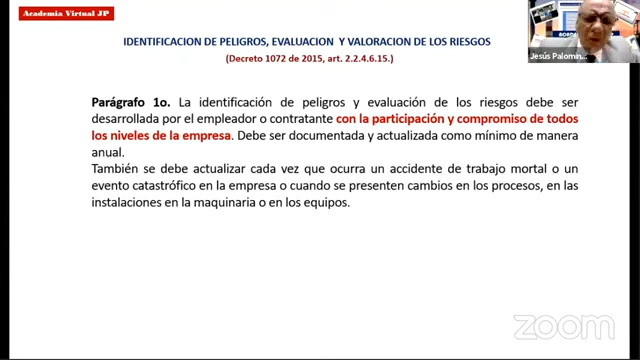 Academia Virtual JP
IDENTIFICACION DE PELIGROS, EVALUACION Y VALORACION DE LOS RIESGOS
(Decreto 1072 de 2015, art. 2.2.4.6.15.)
Parágrafo 1o. La identificación de peligros y evaluación de los riesgos debe ser
desarrollada por el empleador o contratante con la participación y compromiso de todos
los niveles de la empresa. Debe ser documentada y actualizada como mínimo de manera
anual.
También se debe actualizar cada vez que ocurra un accidente de trabajo mortal o un
evento catastrófico en la empresa o cuando se presenten cambios en los procesos, en las
instalaciones en la maquinaria o en los equipos.
Jesús Palomin...
zoom